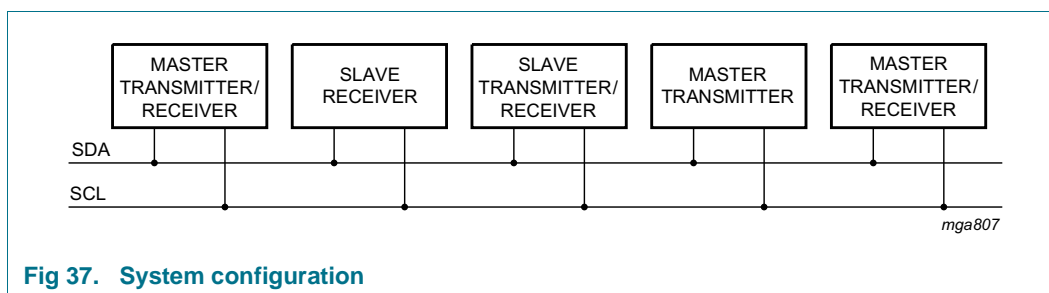 MASTER
TRANSMITTER/
RECEIVER
SLAVE
RECEIVER
SLAVE
TRANSMITTER/
RECEIVER
MASTER
TRANSMITTER
MASTER
TRANSMITTER/
RECEIVER
SDA
SCL
mga807
Fig 37. System configuration